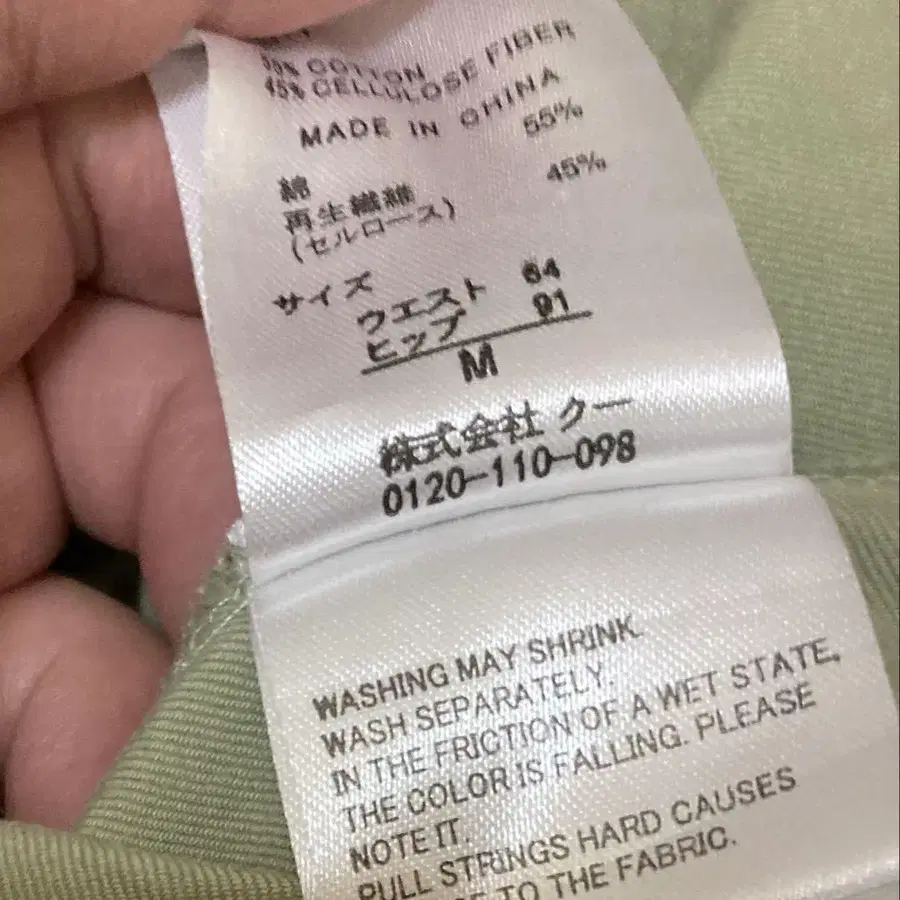 COTTON
45% CELLULOSE FIBER
MADE IN CHINA
綿 55%
再生繊維 45%
(セルロース)
サイズ
ウエスト 64
ヒップ 91
M
株式会社 クー
0120-110-098
WASHING MAY SHRINK.
WASH SEPARATELY.
IN THE FRICTION OF A WET STATE,
THE COLOR IS FALLING. PLEASE
NOTE IT.
PULL STRINGS HARD CAUSES
TO THE FABRIC.